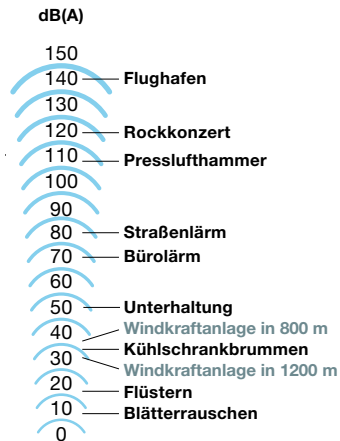 dB(A)
150
140 Flughafen
130
120 Rockkonzert
110 Presslufthammer
100
90
80 Straßenlärm
70 Bürolärm
60
50 Unterhaltung
40 Windkraftanlage in 800 m
Kühlschrankbrummen
30 Windkraftanlage in 1200 m
20 Flüstern
10 Blätterrauschen
0